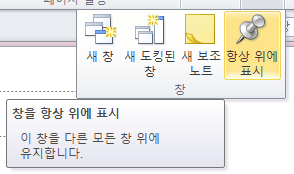 새 창
새 도킹된
창
새 보조
노트
항상 위에
표시
창
창을 항상 위에 표시
이 창을 다른 모든 창 위에
유지합니다.